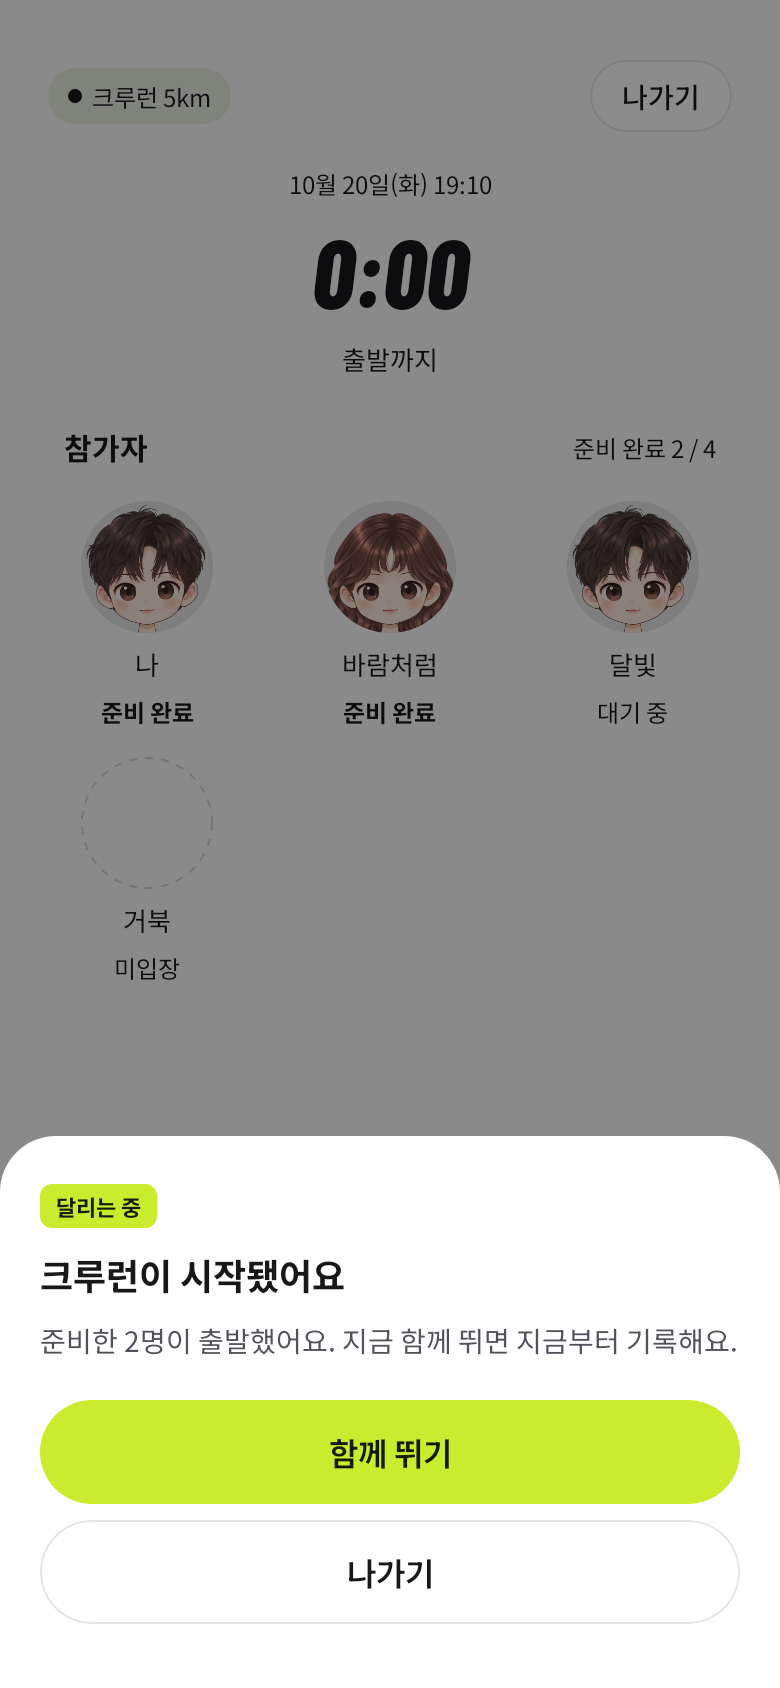 크루런 5km
나가기
10월 20일(화) 19:10
0:00
출발까지
참가자
준비 완료 2 / 4
나
바람처럼
달빛
준비 완료
준비 완료
대기 중
거북
미입장
달리는 중
크루런이 시작됐어요
준비한 2명이 출발했어요. 지금 함께 뛰면 지금부터 기록해요.
함께 뛰기
나가기